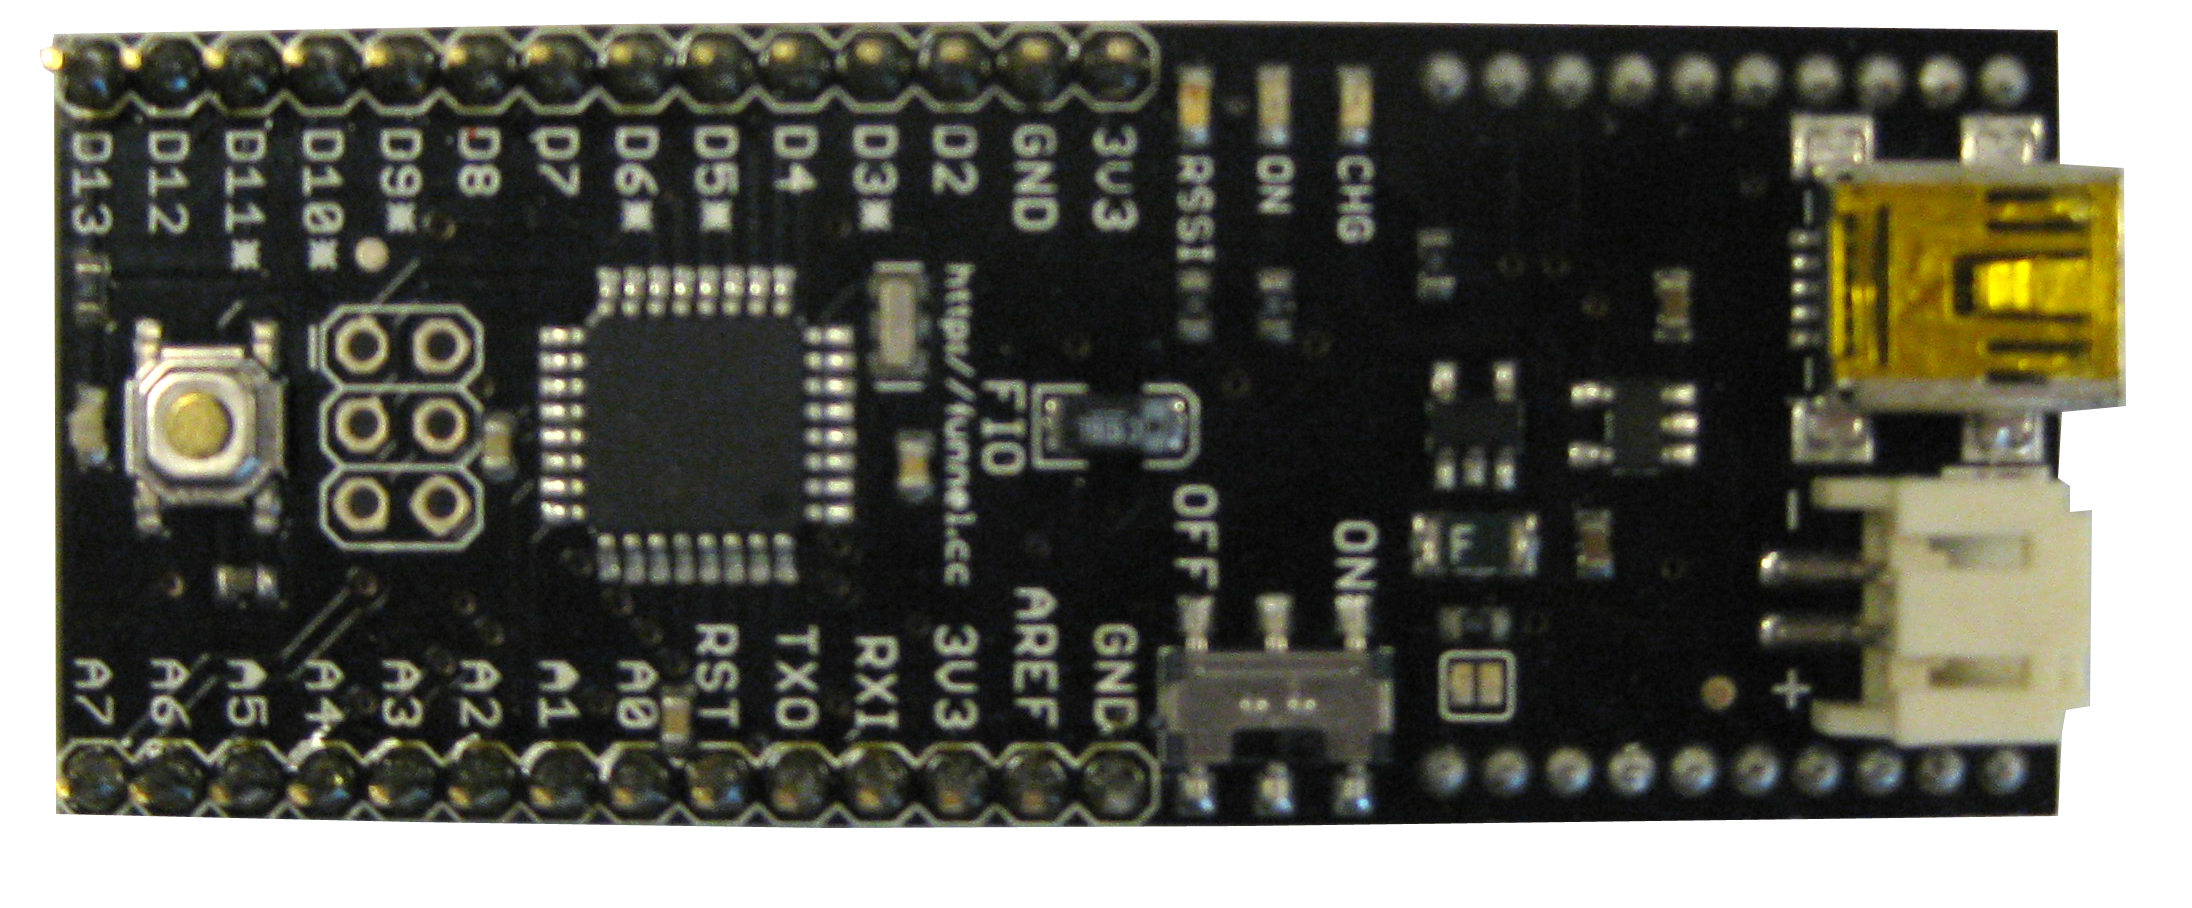 D13
D12
D11*
D10*
D9*
D8
D7
D6*
D5*
D4
D3*
D2
GND
3V3
RSSI
ON
CHG
http://funnel.cc
FIO
OFF
ON
F
-
+
A7
A6
A5
A4
A3
A2
A1
A0
RST
TXO
RXI
3V3
AREF
GND